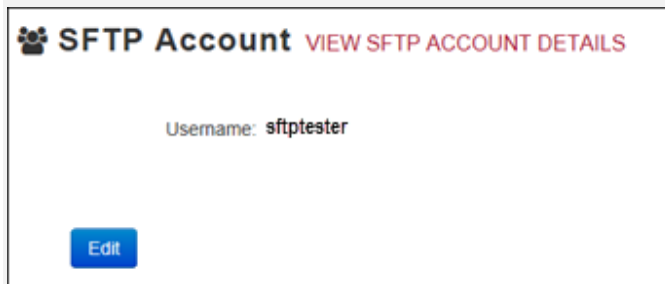 SFTP Account VIEW SFTP ACCOUNT DETAILS
Username: sftptester
Edit